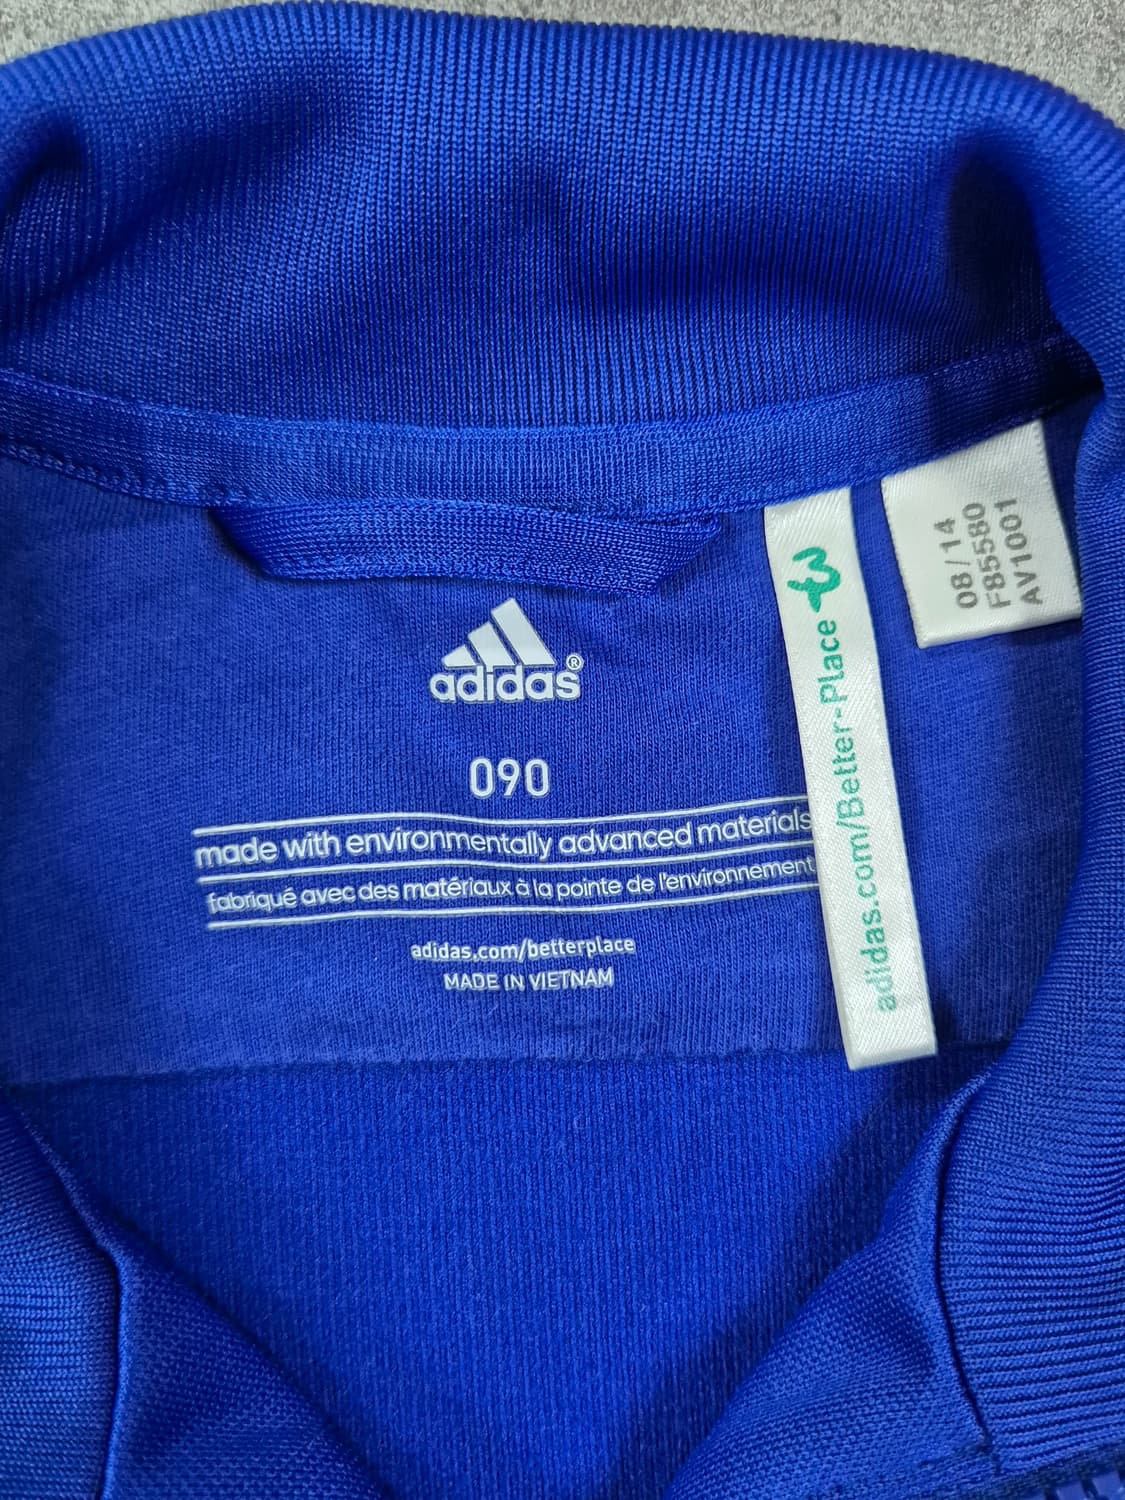 adidas®
090
made with environmentally advanced materials
fabriqué avec des matériaux à la pointe de l'environnement
adidas.com/betterplace
MADE IN VIETNAM
adidas.com/Better-Place
08/14
F85580
AV1001